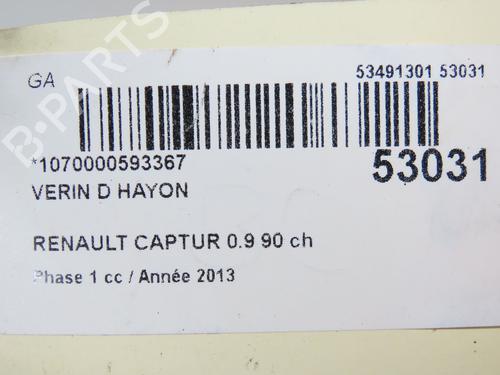 GA
53491301 53031
*1070000593367
53031
VERIN D HAYON
RENAULT CAPTUR 0.9 90 ch
Phase 1 cc / Année 2013
B-PARTS